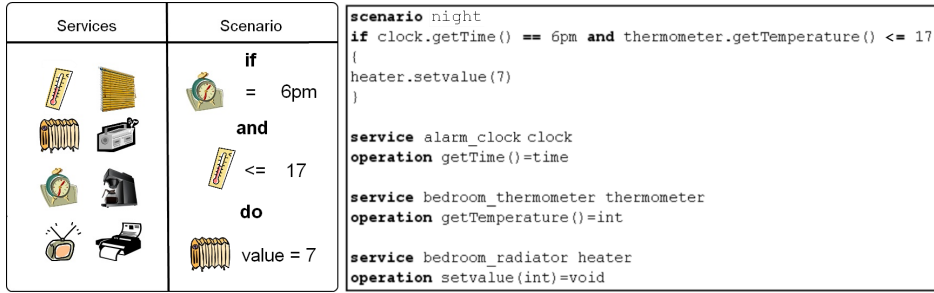 Services
Scenario
if
= 6pm
and
<= 17
do
value = 7
scenario night
if clock.getTime() == 6pm and thermometer.getTemperature() <= 17
{
heater.setvalue(7)
}
service alarm_clock clock
operation getTime()=time
service bedroom_thermometer thermometer
operation getTemperature()=int
service bedroom_radiator heater
operation setvalue(int)=void